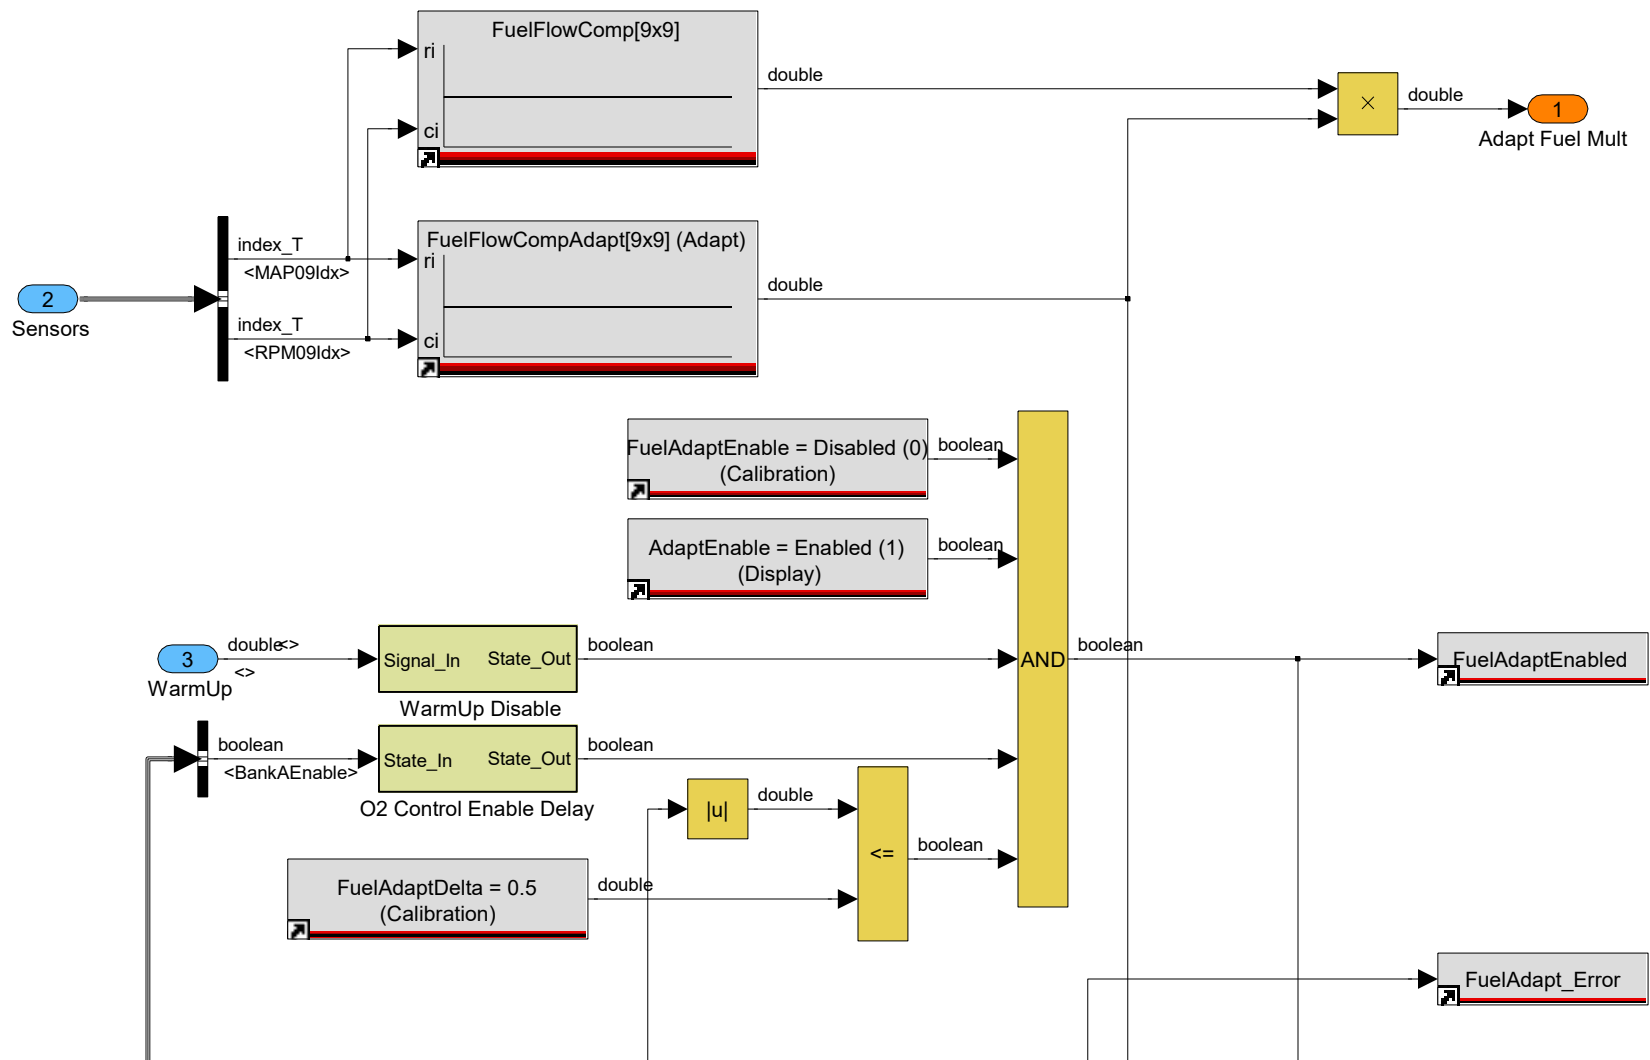 FuelFlowComp[9x9]
ri
ci
double
×
double
1
Adapt Fuel Mult
FuelFlowCompAdapt[9x9] (Adapt)
ri
ci
double
index_T
<MAP09Idx>
2
Sensors
index_T
<RPM09Idx>
FuelAdaptEnable = Disabled (0)
(Calibration)
boolean
AdaptEnable = Enabled (1)
(Display)
boolean
3
WarmUp
double<>
<>
Signal_In State_Out
WarmUp Disable
boolean
AND
boolean
FuelAdaptEnabled
boolean
<BankAEnable>
State_In State_Out
O2 Control Enable Delay
boolean
|u|
double
<=
boolean
FuelAdaptDelta = 0.5
(Calibration)
double
FuelAdapt_Error